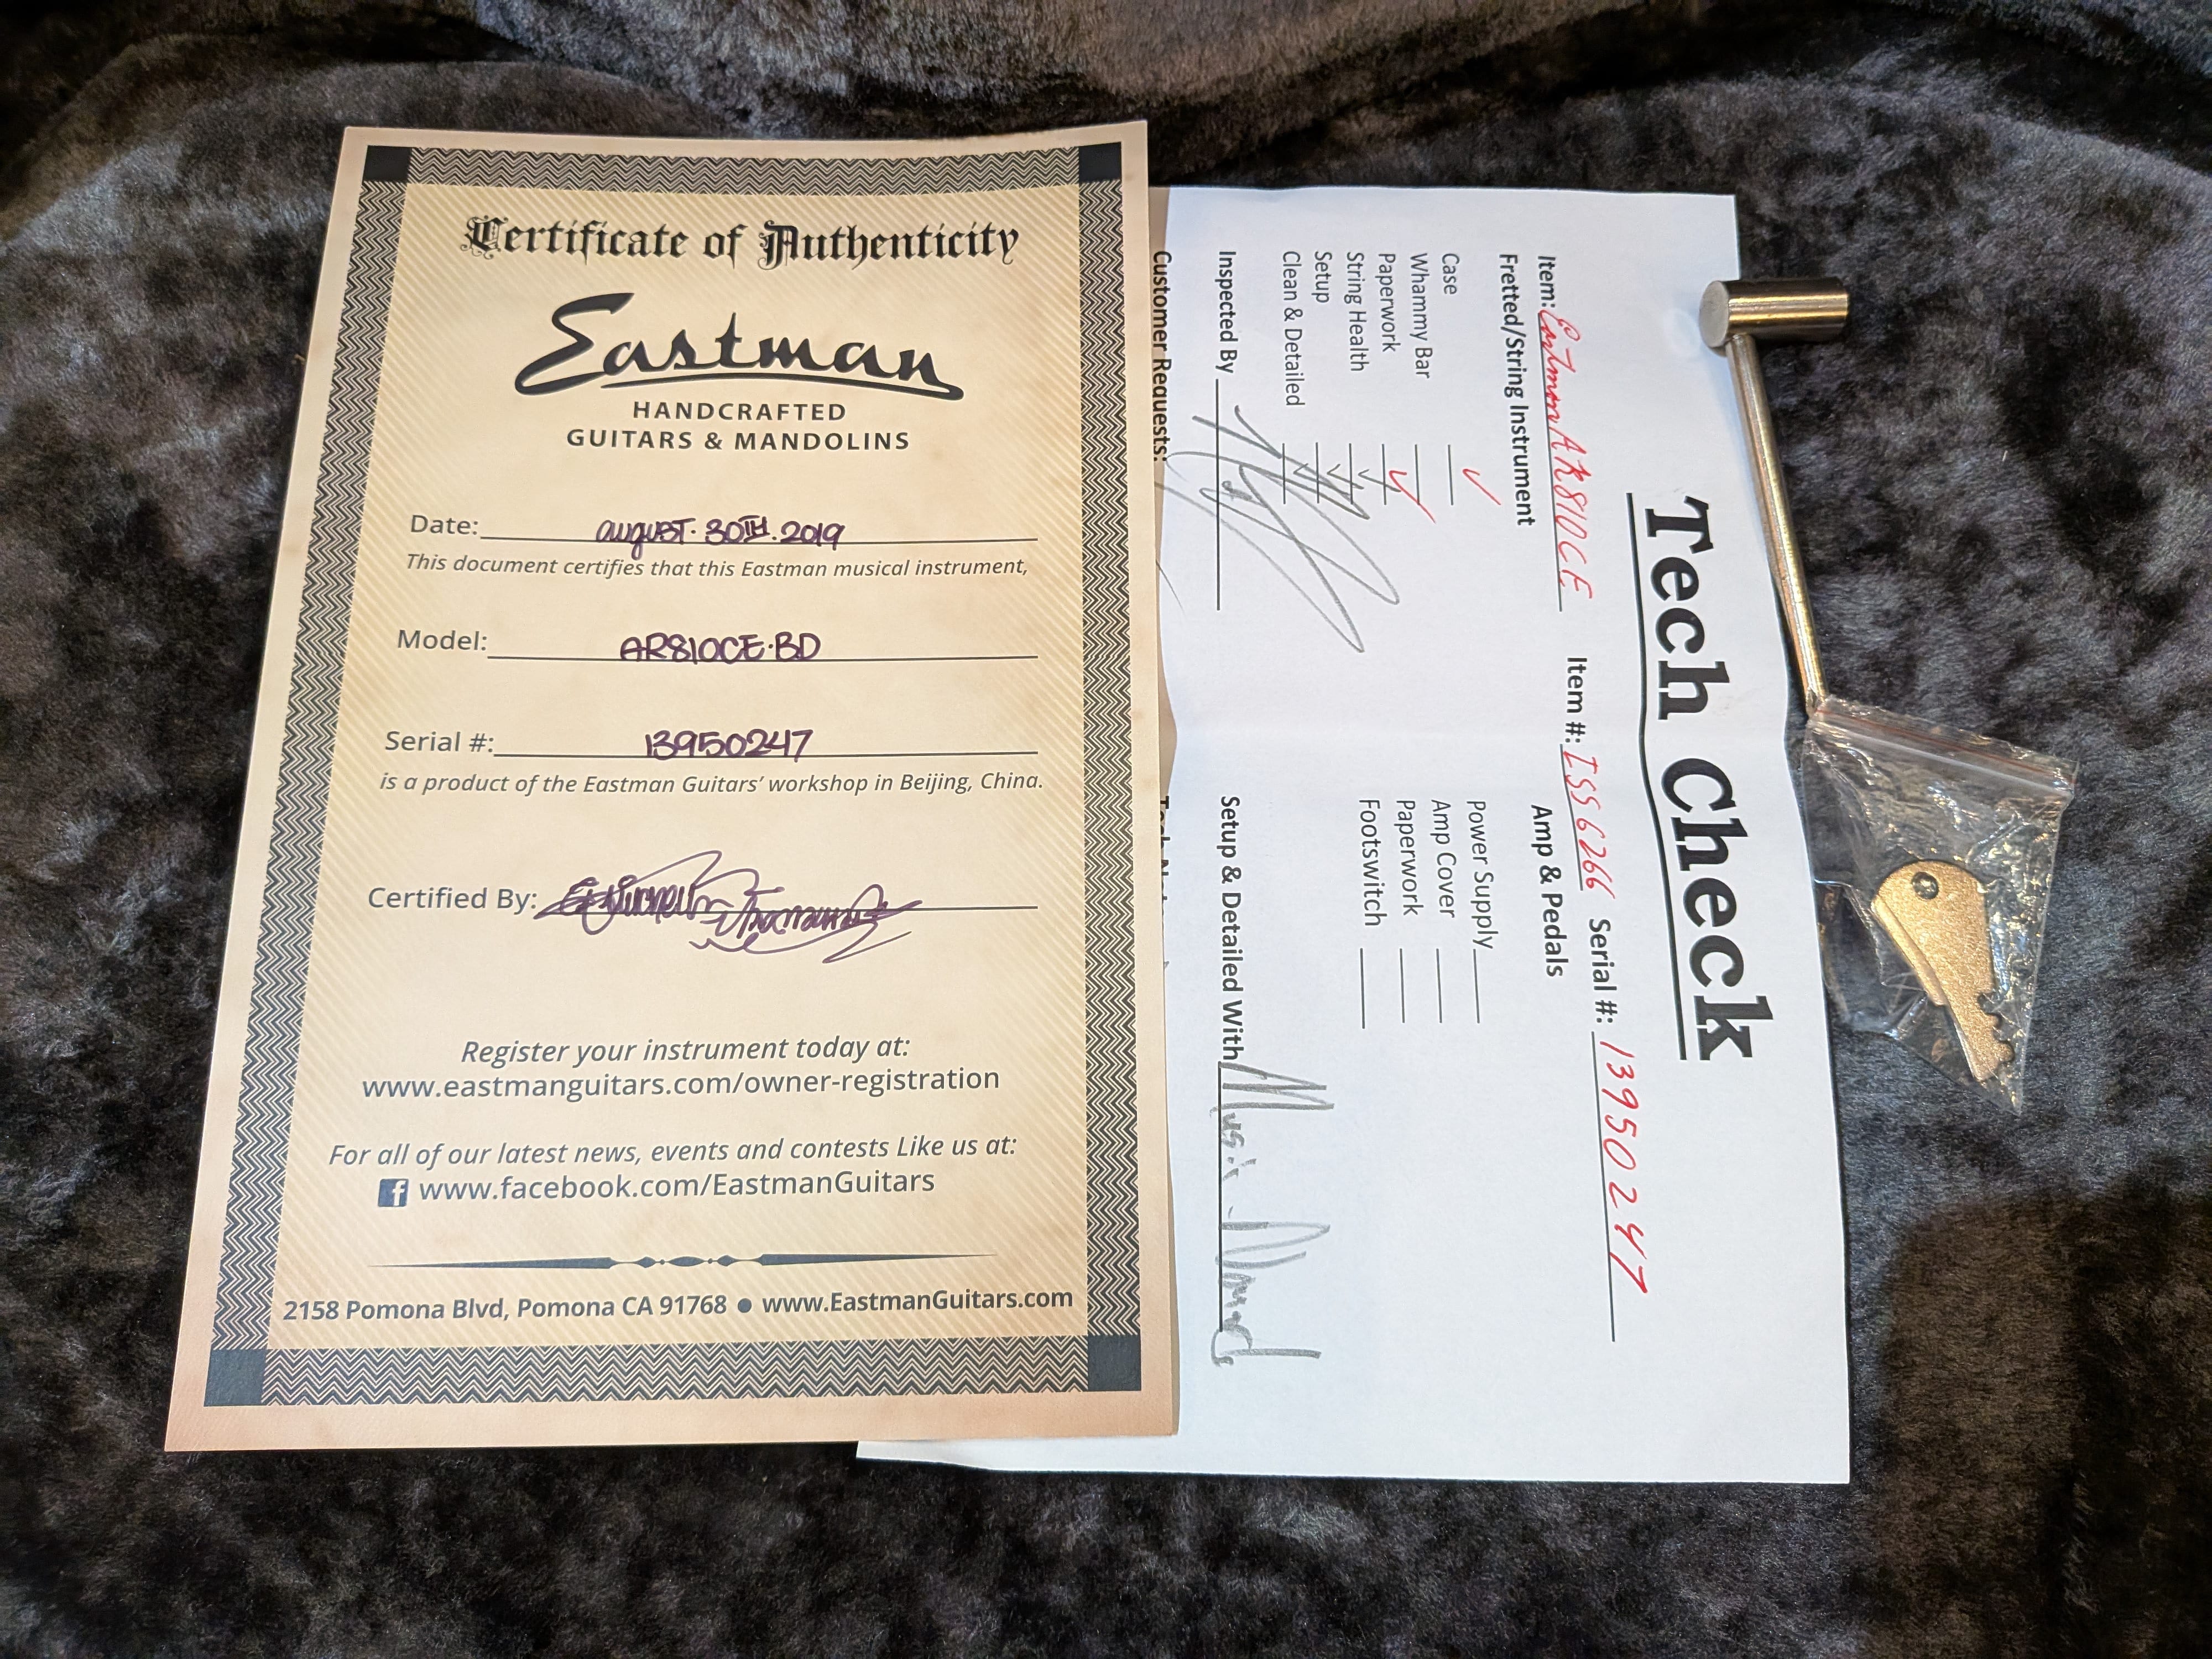 Certificate of Authenticity
Eastman
HANDCRAFTED
GUITARS & MANDOLINS
Date: August 30TH. 2019
This document certifies that this Eastman musical instrument,
Model: AR810CE·BD
Serial #: 13950247
is a product of the Eastman Guitars' workshop in Beijing, China.
Certified By:
Register your instrument today at:
www.eastmanguitars.com/owner-registration
For all of our latest news, events and contests Like us at:
f www.facebook.com/EastmanGuitars
2158 Pomona Blvd, Pomona CA 91768 ● www.EastmanGuitars.com
Tech Check
Item: Eastman AR810CE Item #: ISS6266 Serial #: 13950247
Fretted/String Instrument
Case ✓
Whammy Bar
Paperwork ✓
String Health ✓
Setup ✓
Clean & Detailed ✓
Amp & Pedals
Power Supply
Amp Cover
Paperwork
Footswitch
Inspected By
Setup & Detailed With Music Nomad
Customer Requests: